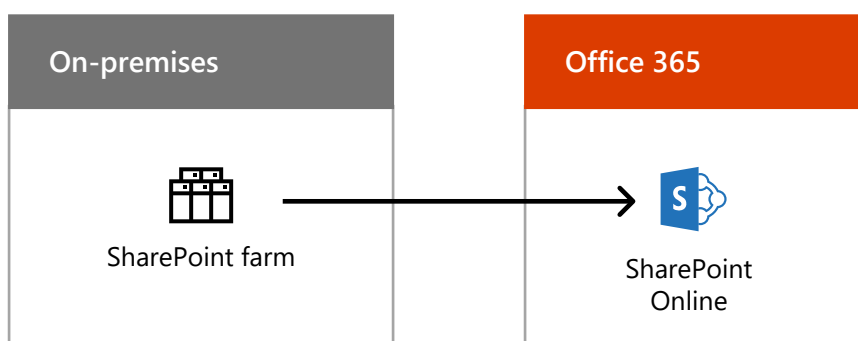 On-premises
Office 365
S
SharePoint farm
SharePoint
Online